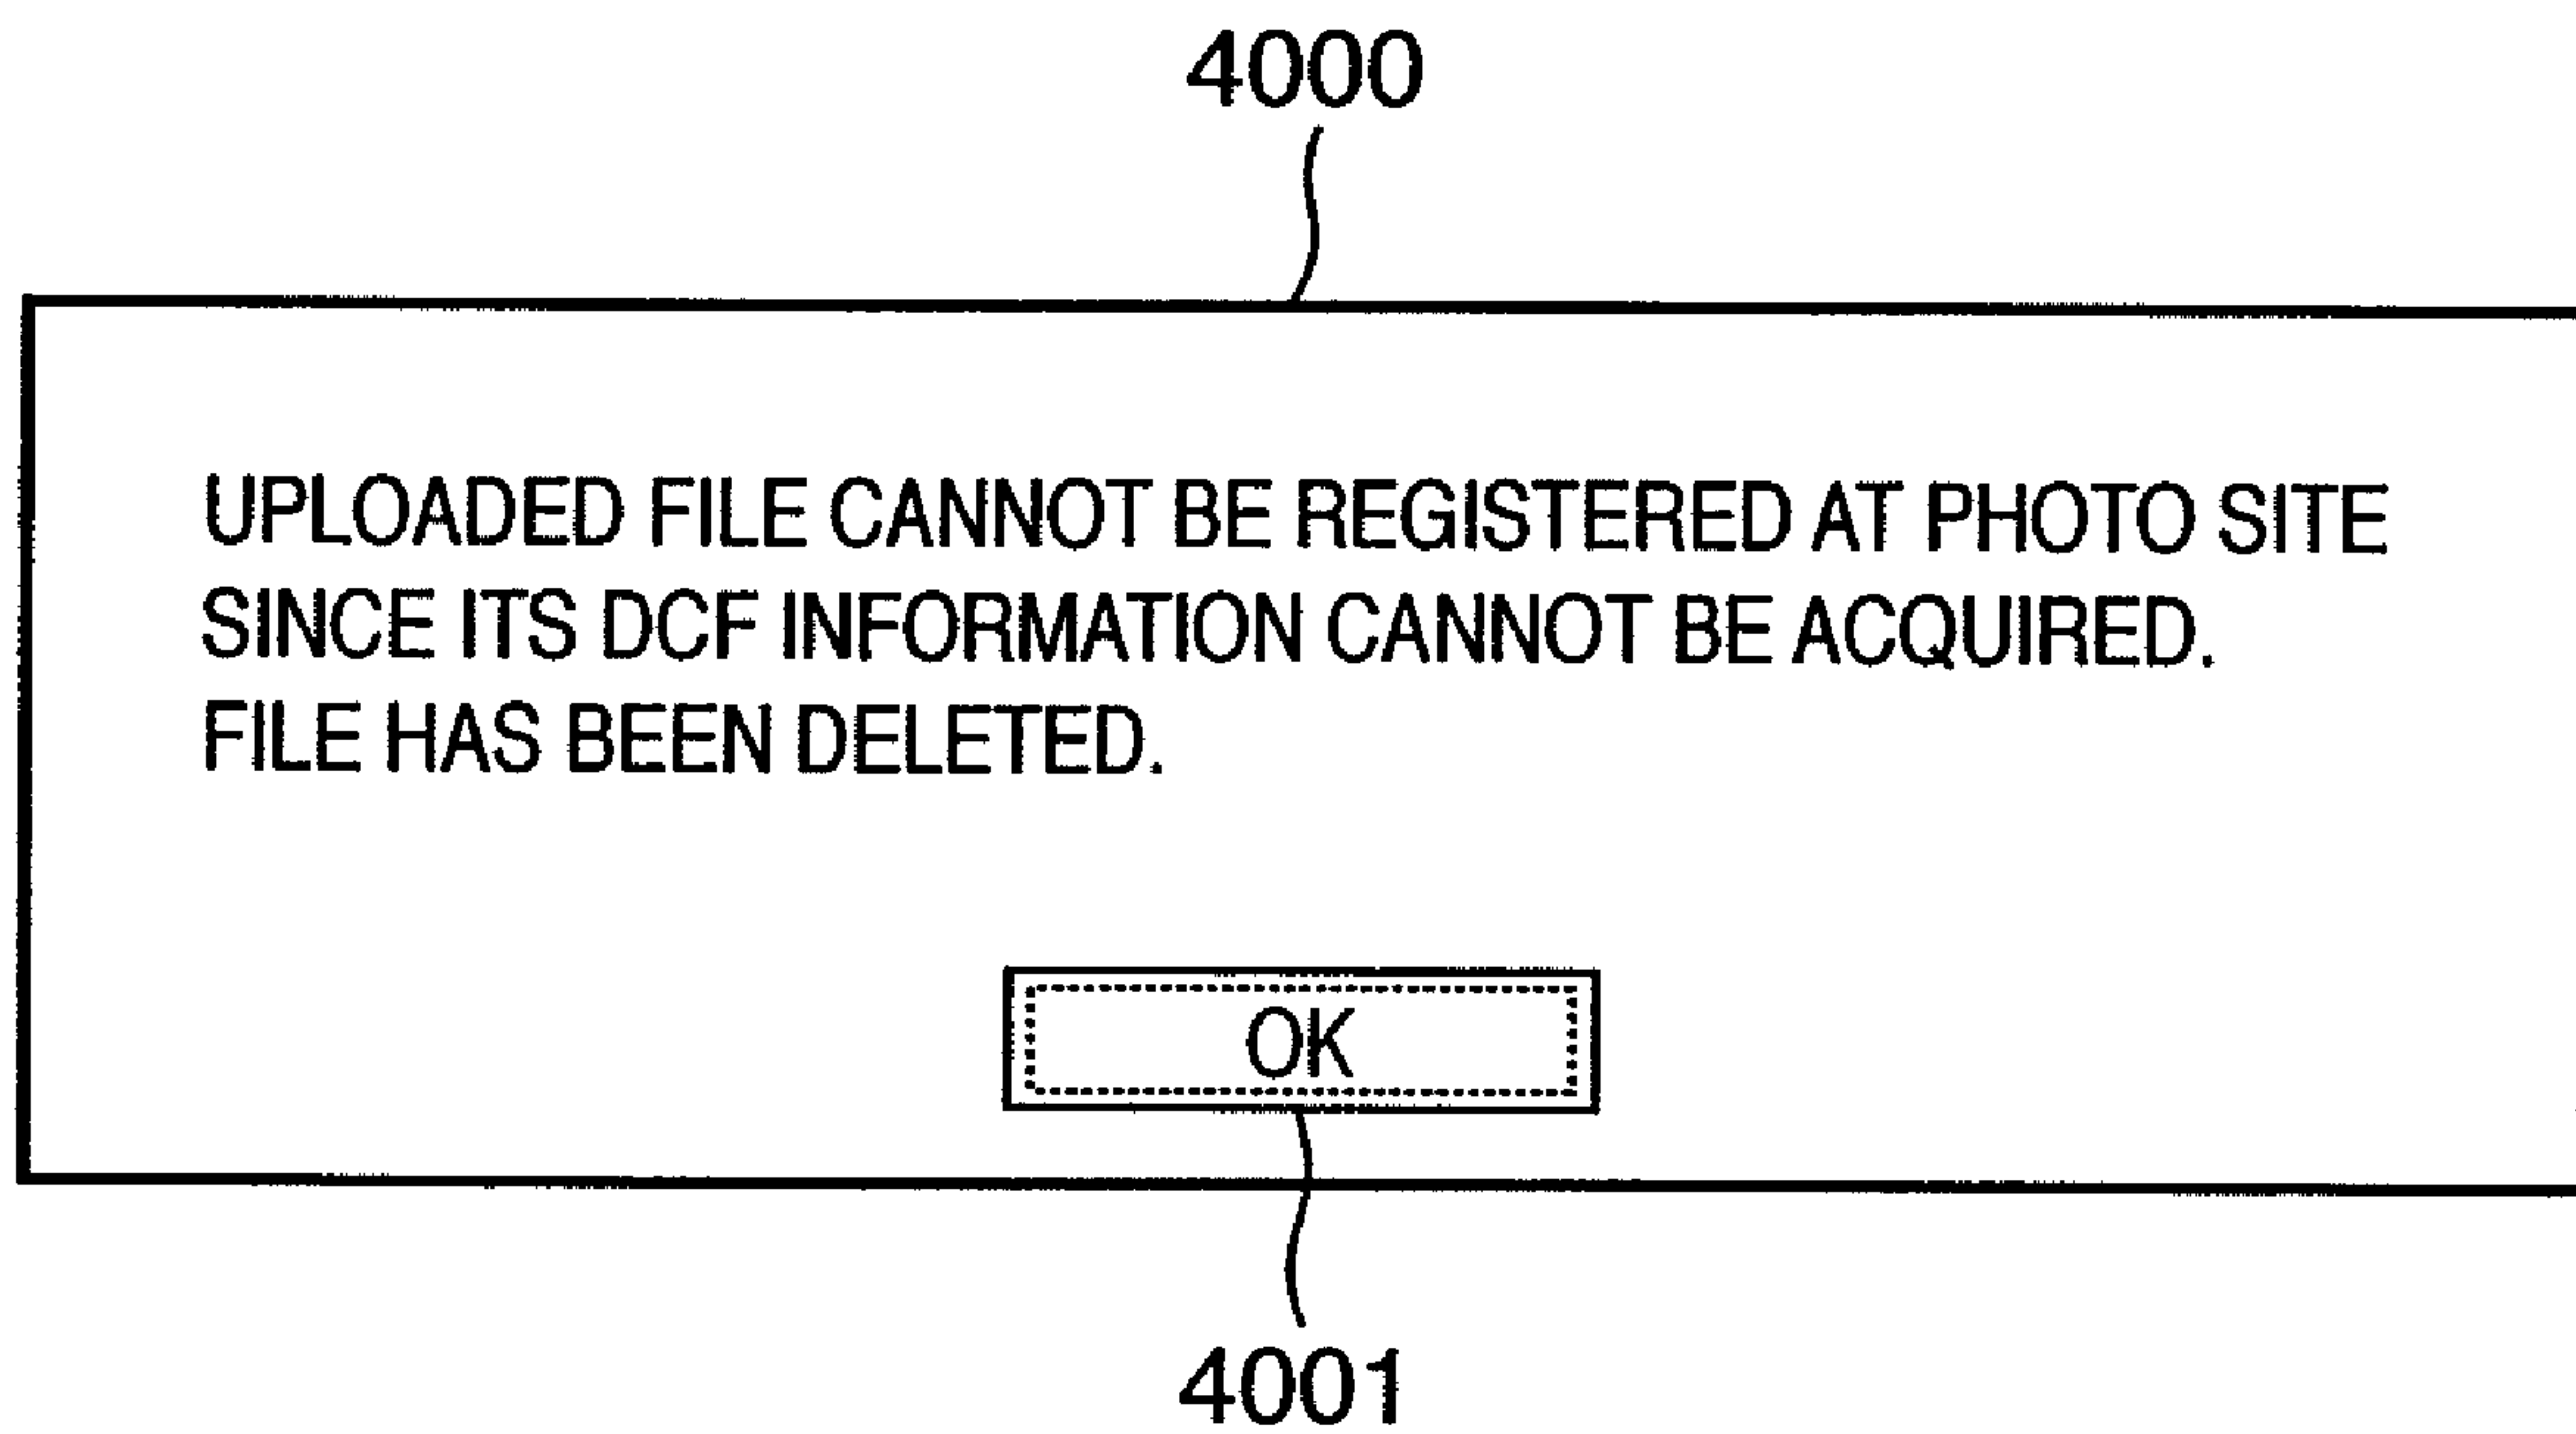 4000
UPLOADED FILE CANNOT BE REGISTERED AT PHOTO SITE
SINCE ITS DCF INFORMATION CANNOT BE ACQUIRED.
FILE HAS BEEN DELETED.
OK
4001